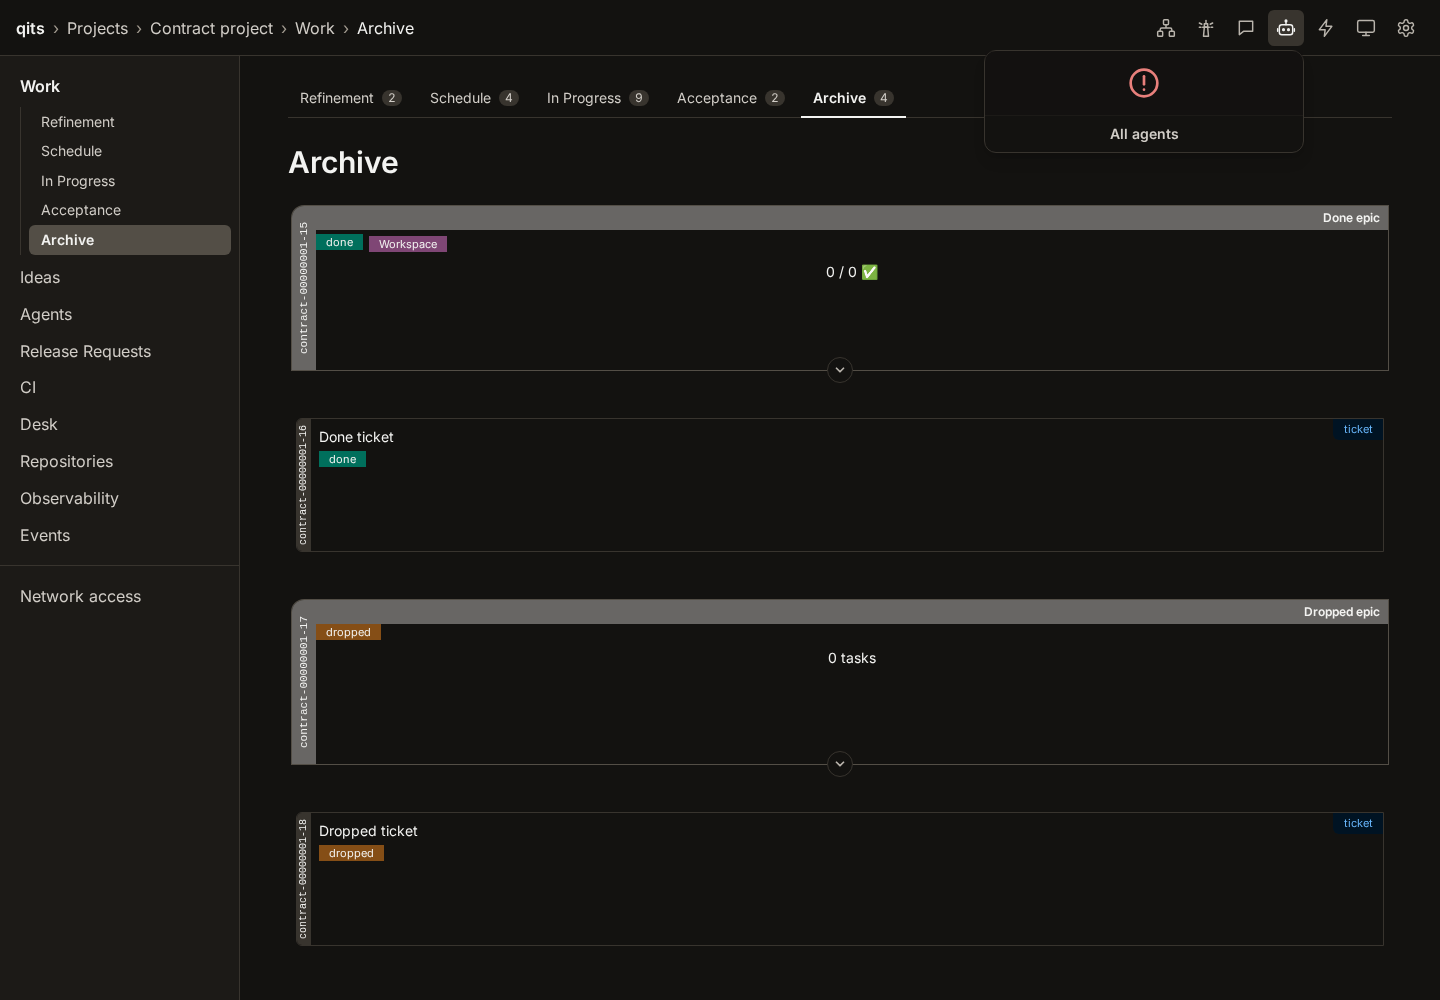 qits › Projects › Contract project › Work › Archive
All agents
Work
Refinement
Schedule
In Progress
Acceptance
Archive
Ideas
Agents
Release Requests
CI
Desk
Repositories
Observability
Events
Network access
Refinement 2 Schedule 4 In Progress 9 Acceptance 2 Archive 4
Archive
contract-00000001-15
Done epic
done Workspace
0 / 0 ✅
contract-00000001-16
Done ticket
ticket
done
contract-00000001-17
Dropped epic
dropped
0 tasks
contract-00000001-18
Dropped ticket
ticket
dropped